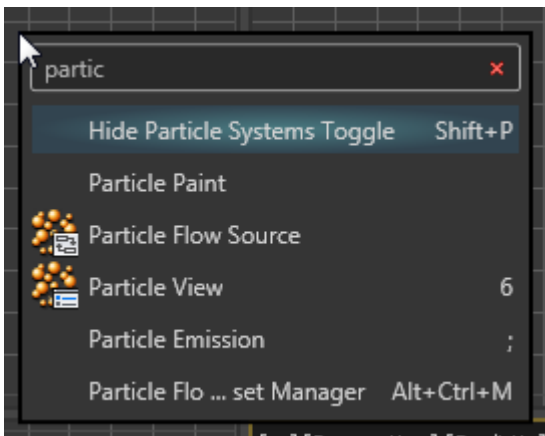 partic
Hide Particle Systems Toggle Shift+P
Particle Paint
Particle Flow Source
Particle View 6
Particle Emission ;
Particle Flo ... set Manager Alt+Ctrl+M